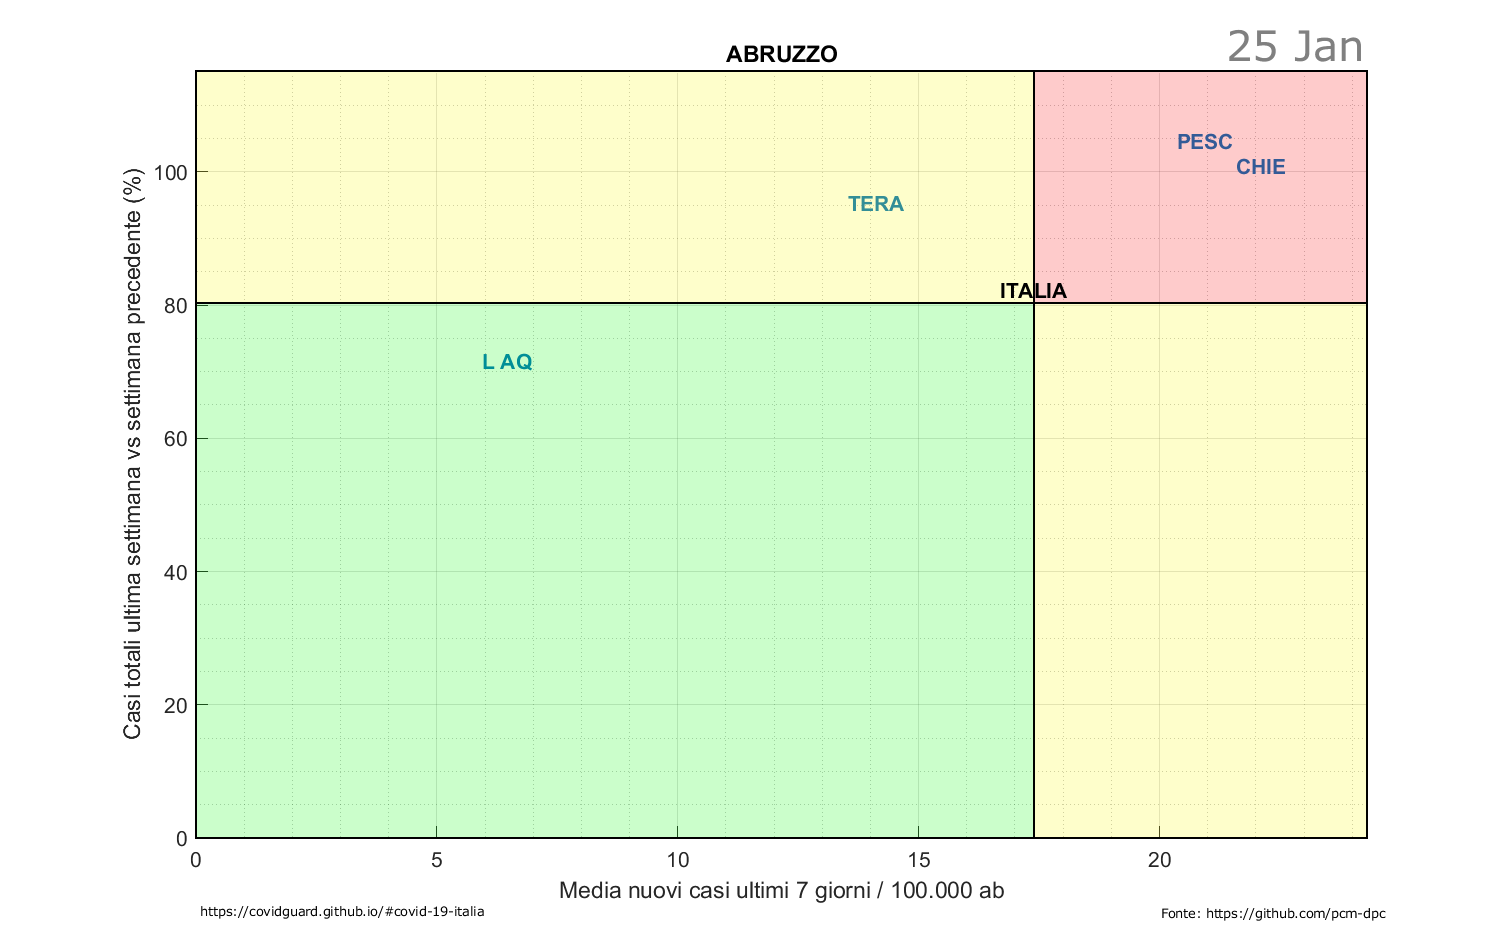 25 Jan
ABRUZZO
Casi totali ultima settimana vs settimana precedente (%)
100
80
60
40
20
0
PESC
CHIE
TERA
ITALIA
L AQ
0 5 10 15 20
Media nuovi casi ultimi 7 giorni / 100.000 ab
https://covidguard.github.io/#covid-19-italia
Fonte: https://github.com/pcm-dpc